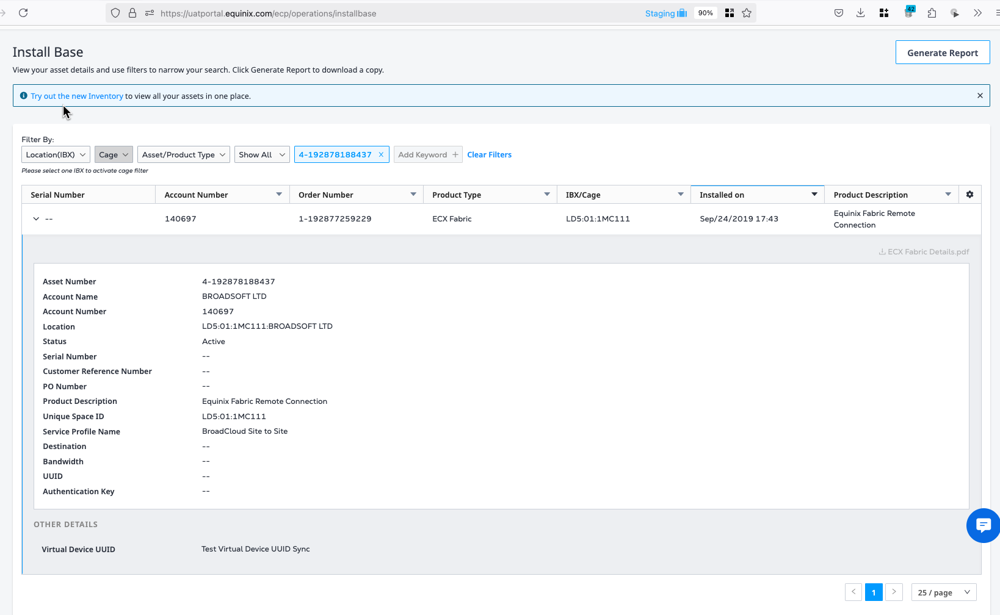 https://uatportal.equinix.com/ecp/operations/installbase Staging 90% 42
Install Base
Generate Report
View your asset details and use filters to narrow your search. Click Generate Report to download a copy.
Try out the new Inventory to view all your assets in one place.
Filter By:
Location(IBX) Cage Asset/Product Type Show All 4-192878188437 × Add Keyword + Clear Filters
Please select one IBX to activate cage filter
Serial Number Account Number Order Number Product Type IBX/Cage Installed on Product Description
-- 140697 1-192877259229 ECX Fabric LD5:01:1MC111 Sep/24/2019 17:43 Equinix Fabric Remote
Connection
ECX Fabric Details.pdf
Asset Number 4-192878188437
Account Name BROADSOFT LTD
Account Number 140697
Location LD5:01:1MC111:BROADSOFT LTD
Status Active
Serial Number --
Customer Reference Number --
PO Number --
Product Description Equinix Fabric Remote Connection
Unique Space ID LD5:01:1MC111
Service Profile Name BroadCloud Site to Site
Destination --
Bandwidth --
UUID --
Authentication Key --
OTHER DETAILS
Virtual Device UUID Test Virtual Device UUID Sync
< 1 > 25 / page